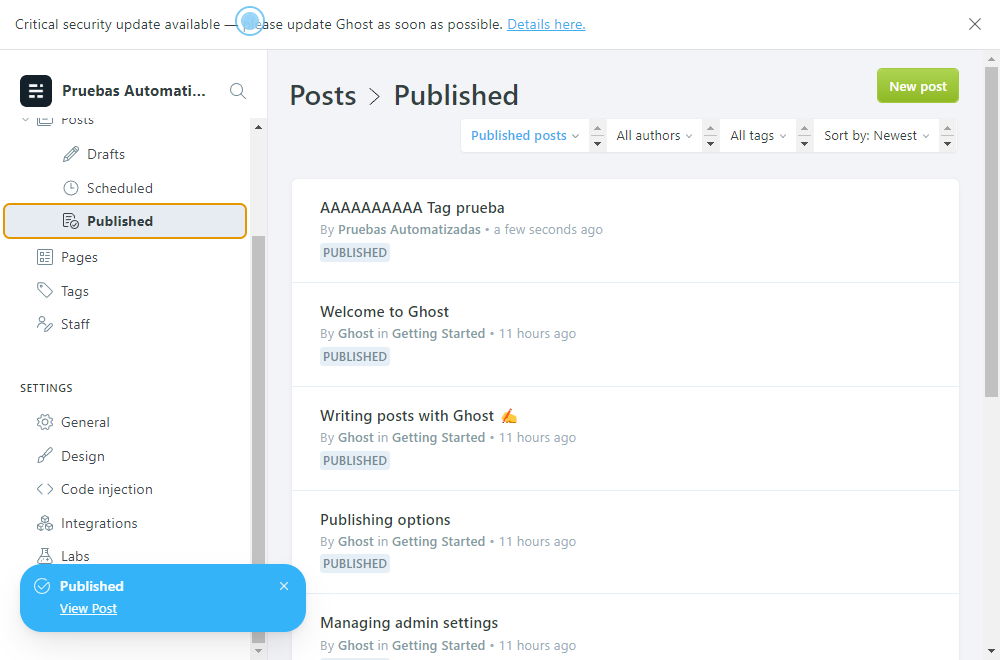 Critical security update available — please update Ghost as soon as possible. Details here.
Pruebas Automati...
Posts
Drafts
Scheduled
Published
Pages
Tags
Staff
SETTINGS
General
Design
Code injection
Integrations
Labs
Published
View Post
Posts > Published
New post
Published posts
All authors
All tags
Sort by: Newest
AAAAAAAAAA Tag prueba
By Pruebas Automatizadas • a few seconds ago
PUBLISHED
Welcome to Ghost
By Ghost in Getting Started • 11 hours ago
PUBLISHED
Writing posts with Ghost ✍️
By Ghost in Getting Started • 11 hours ago
PUBLISHED
Publishing options
By Ghost in Getting Started • 11 hours ago
PUBLISHED
Managing admin settings
By Ghost in Getting Started • 11 hours ago